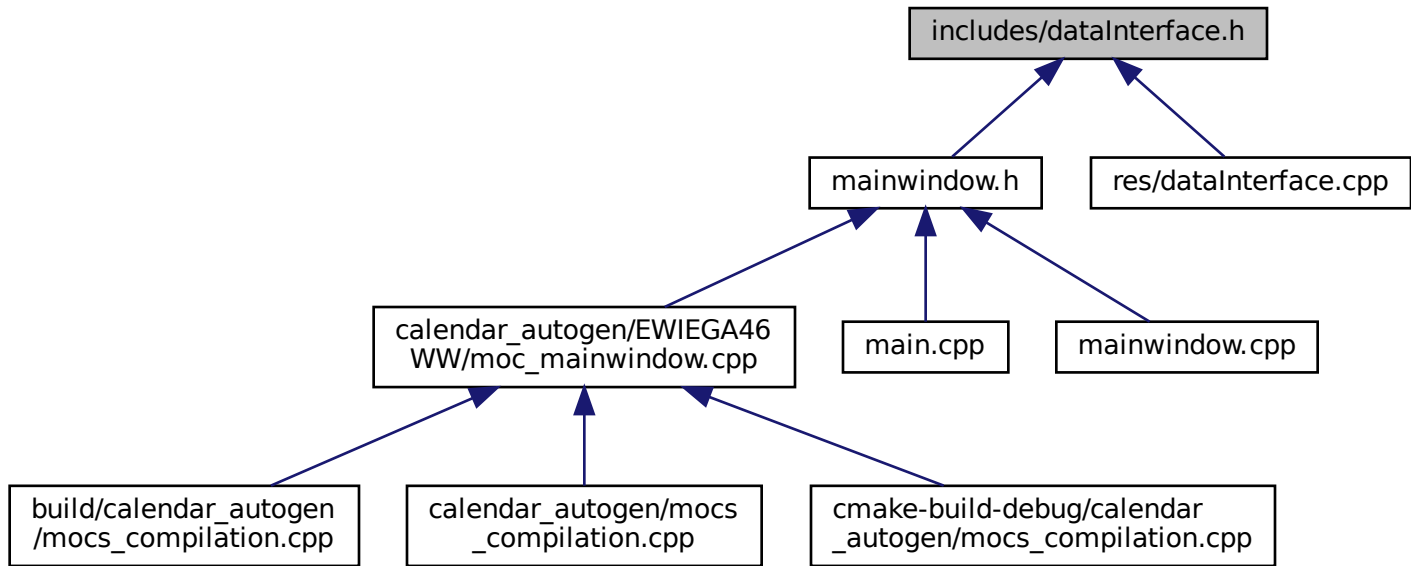 includes/dataInterface.h
mainwindow.h
res/dataInterface.cpp
calendar_autogen/EWIEGA46
WW/moc_mainwindow.cpp
main.cpp
mainwindow.cpp
build/calendar_autogen
/mocs_compilation.cpp
calendar_autogen/mocs
_compilation.cpp
cmake-build-debug/calendar
_autogen/mocs_compilation.cpp